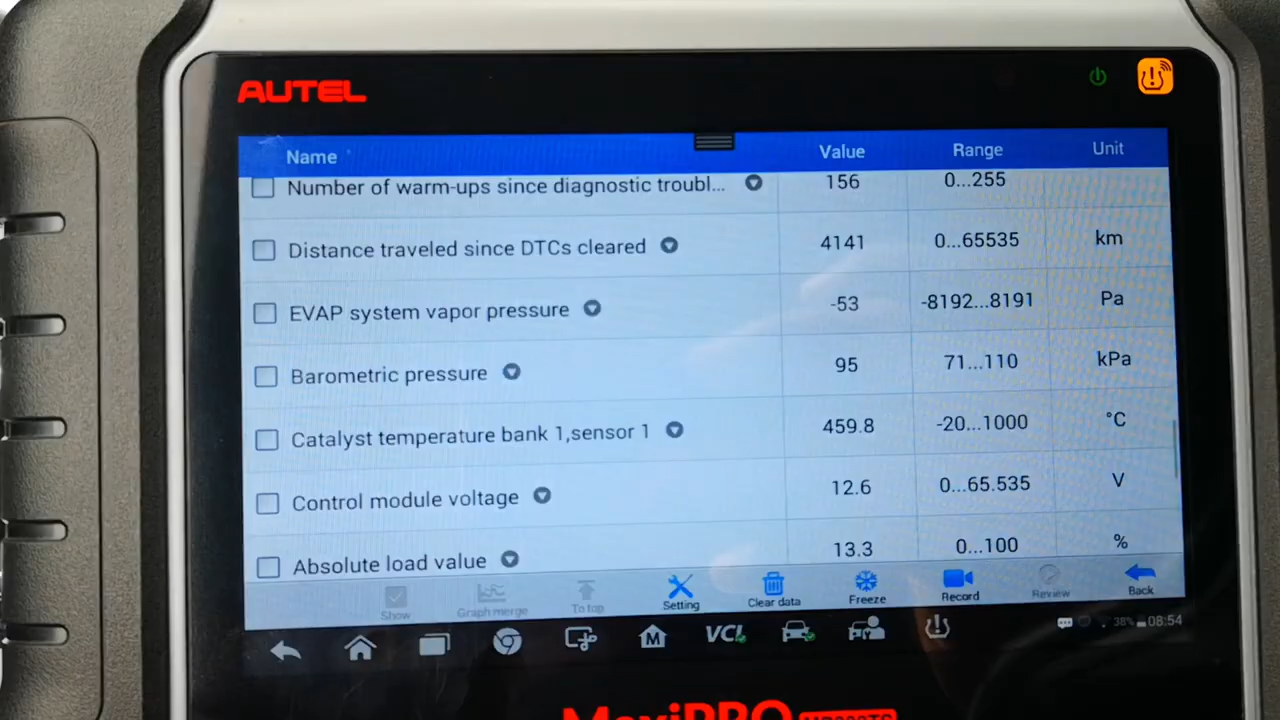 AUTEL
Name Value Range Unit
Number of warm-ups since diagnostic troubl... 156 0...255
Distance traveled since DTCs cleared 4141 0...65535 km
EVAP system vapor pressure -53 -8192...8191 Pa
Barometric pressure 95 71...110 kPa
Catalyst temperature bank 1,sensor 1 459.8 -20...1000 °C
Control module voltage 12.6 0...65.535 V
Absolute load value 13.3 0...100 %
Show Graph merge To top Setting Clear data Freeze Record Review Back
M VCI 38% 08:54
MaxiPRO